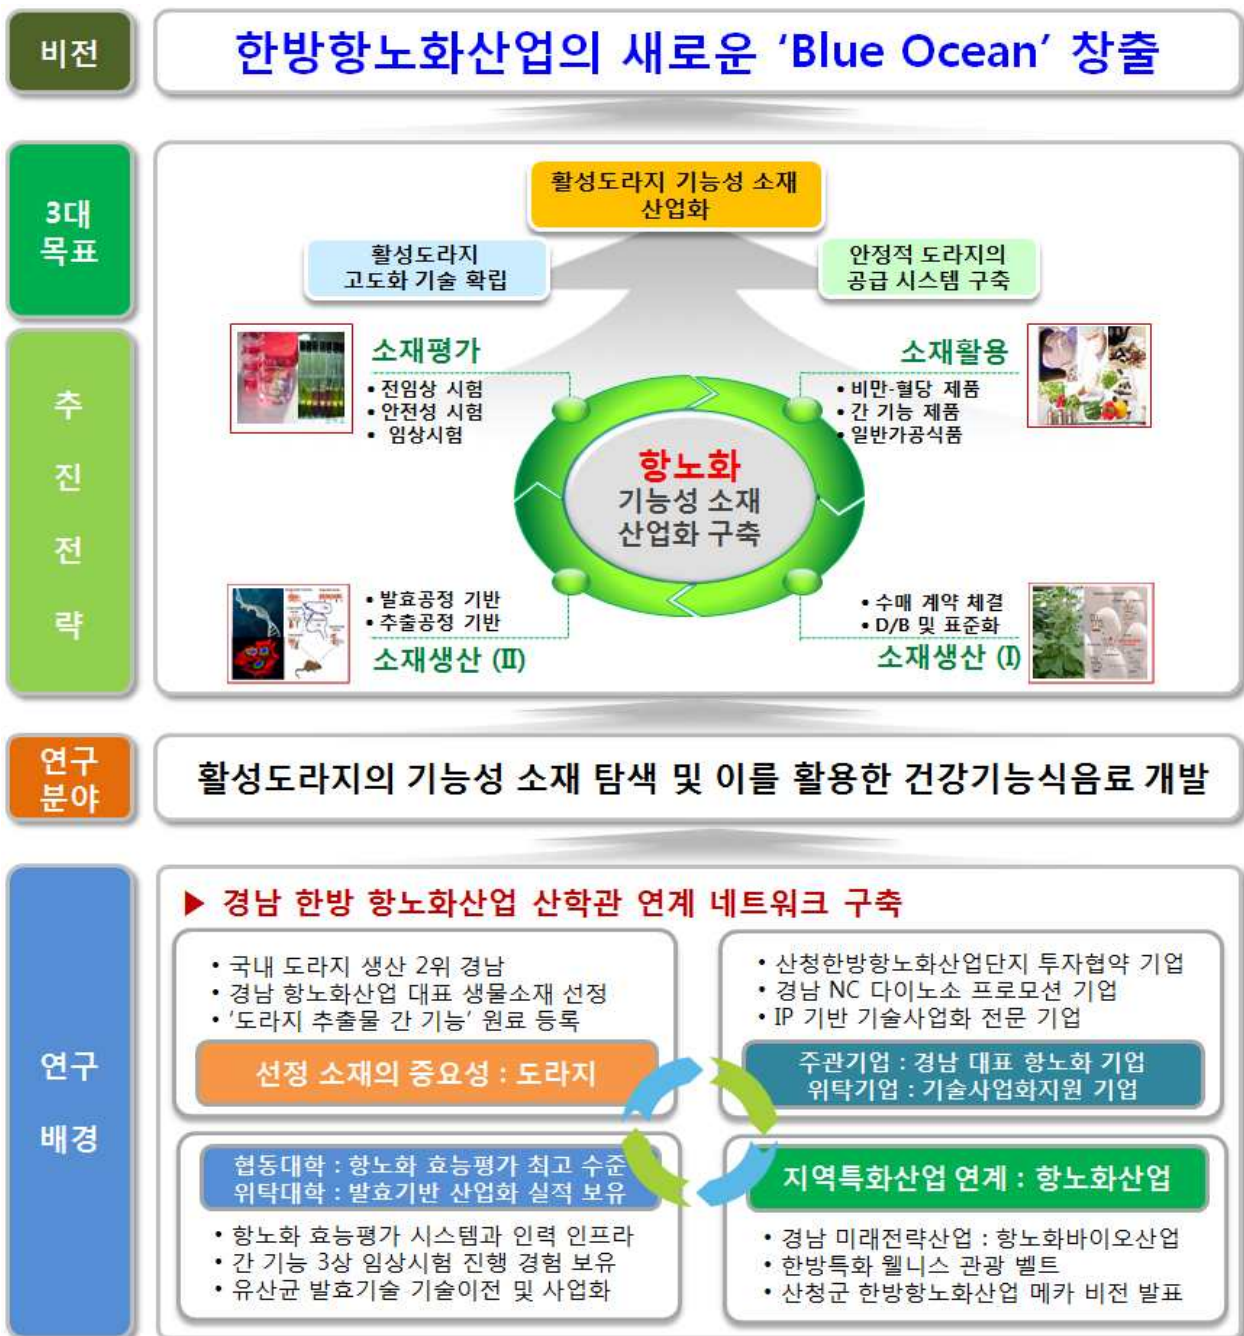 비전
한방항노화산업의 새로운 ‘Blue Ocean’ 창출
3대
목표
활성도라지 기능성 소재
산업화
활성도라지
고도화 기술 확립
안정적 도라지의
공급 시스템 구축
추
진
전
략
소재평가
• 전임상 시험
• 안전성 시험
• 임상시험
소재활용
• 비만-혈당 제품
• 간 기능 제품
• 일반가공식품
항노화
기능성 소재
산업화 구축
• 발효공정 기반
• 추출공정 기반
소재생산 (II)
• 수매 계약 체결
• D/B 및 표준화
소재생산 (I)
연구
분야
활성도라지의 기능성 소재 탐색 및 이를 활용한 건강기능식음료 개발
연구
배경
▶ 경남 한방 항노화산업 산학관 연계 네트워크 구축
• 국내 도라지 생산 2위 경남
• 경남 항노화산업 대표 생물소재 선정
• ‘도라지 추출물 간 기능’ 원료 등록
선정 소재의 중요성 : 도라지
• 산청한방항노화산업단지 투자협약 기업
• 경남 NC 다이노소 프로모션 기업
• IP 기반 기술사업화 전문 기업
주관기업 : 경남 대표 항노화 기업
위탁기업 : 기술사업화지원 기업
협동대학 : 항노화 효능평가 최고 수준
위탁대학 : 발효기반 산업화 실적 보유
• 항노화 효능평가 시스템과 인력 인프라
• 간 기능 3상 임상시험 진행 경험 보유
• 유산균 발효기술 기술이전 및 사업화
지역특화산업 연계 : 항노화산업
• 경남 미래전략산업 : 항노화바이오산업
• 한방특화 웰니스 관광 벨트
• 산청군 한방항노화산업 메카 비전 발표